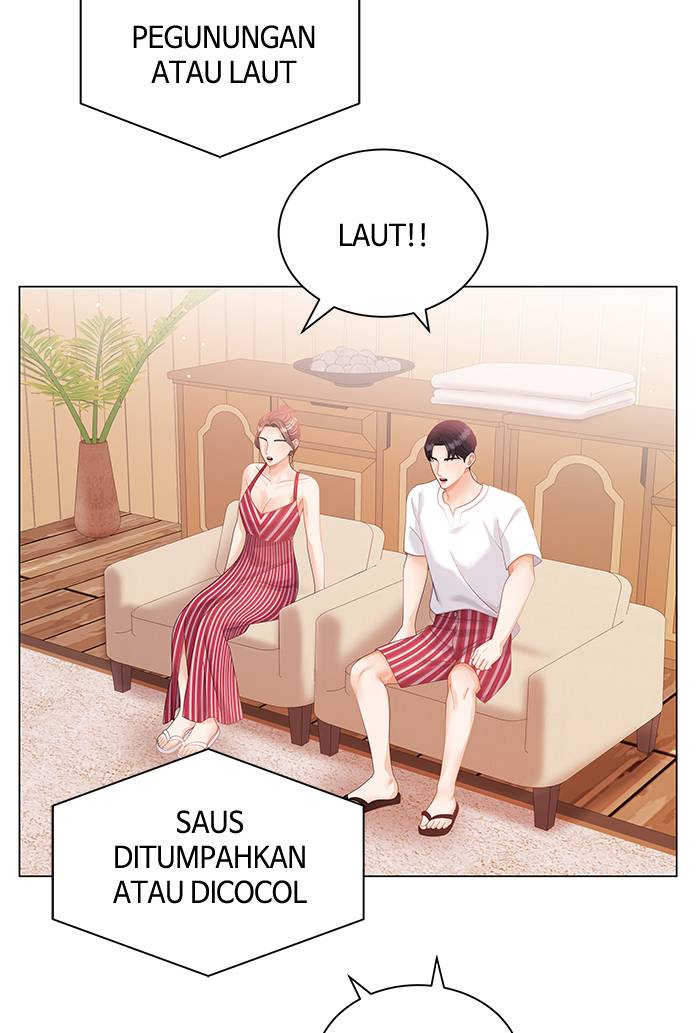 PEGUNUNGAN
ATAU LAUT
LAUT!!
SAUS
DITUMPAHKAN
ATAU DICOCOL